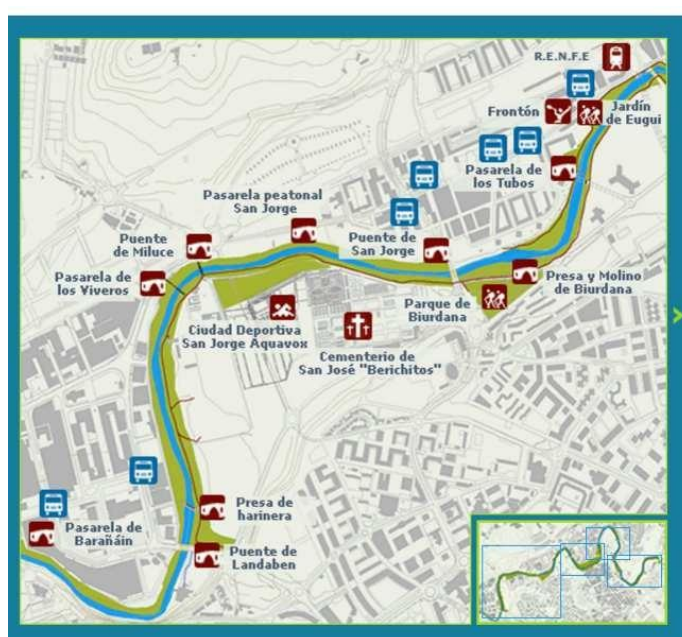 R.E.N.F.E
Frontón
Jardín
de Eugui
Pasarela de
los Tubos
Pasarela peatonal
San Jorge
Puente
de Miluce
Puente de
San Jorge
Pasarela de
los Viveros
Presa y Molino
de Biurdana
Parque de
Biurdana
Ciudad Deportiva
San Jorge Aquavox
Cementerio de
San José "Berichitos"
Presa de
harinera
Pasarela de
Barañáin
Puente de
Landaben